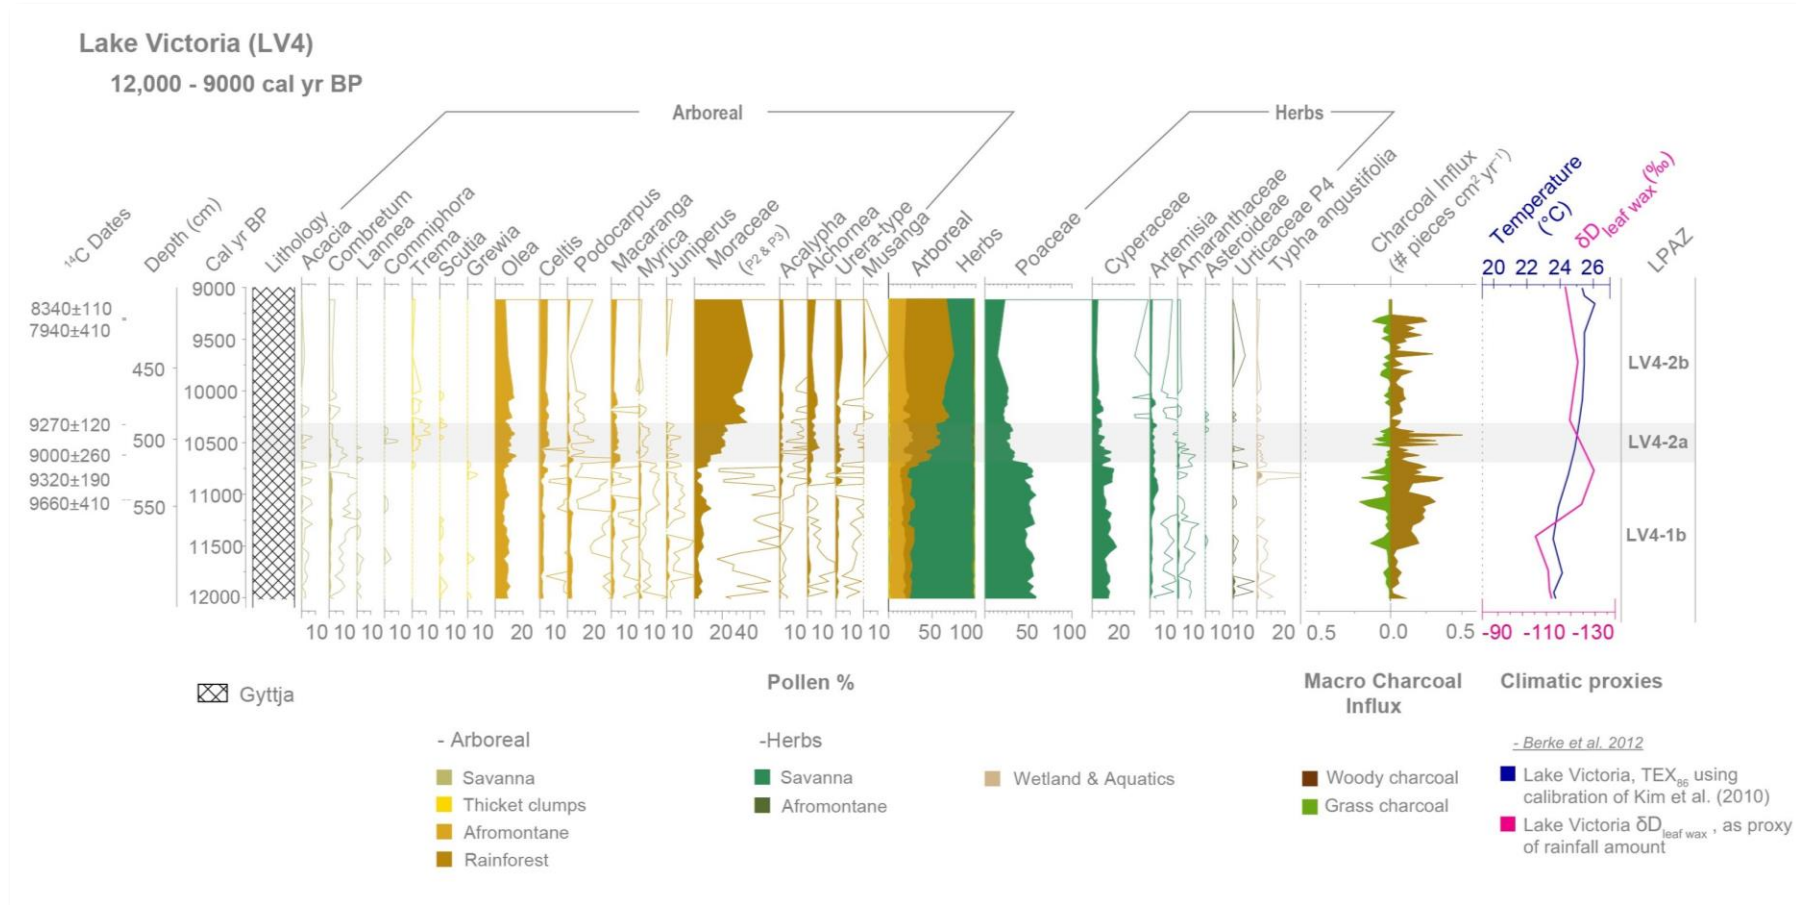 Lake Victoria (LV4)
12,000 - 9000 cal yr BP
Arboreal
Herbs
¹⁴C Dates
Depth (cm)
Cal yr BP
Lithology
Acacia
Combretum
Lannea
Commiphora
Trema
Scutia
Grewia
Olea
Celtis
Podocarpus
Macaranga
Myrica
Juniperus
Moraceae
(P2 & P3)
Acalypha
Alchornea
Urera-type
Musanga
Arboreal
Herbs
Poaceae
Cyperaceae
Artemisia
Amaranthaceae
Asteroideae
Urticaceae P4
Typha angustifolia
Charcoal Influx
(# pieces cm² yr⁻¹)
Temperature
(°C)
δD leaf wax (‰)
LPAZ
20 22 24 26
8340±110
7940±410
9270±120
9000±260
9320±190
9660±410
450
500
550
9000
9500
10000
10500
11000
11500
12000
LV4-2b
LV4-2a
LV4-1b
10 10 10 10 10 10 10 20 10 20 10 10 10 20 40 10 10 10 10 50 100 50 100 20 10 10 10 10 20 0.5 0.0 0.5 -90 -110 -130
Gyttja
Pollen %
- Arboreal
Savanna
Thicket clumps
Afromontane
Rainforest
-Herbs
Savanna
Afromontane
Wetland & Aquatics
Macro Charcoal
Influx
Woody charcoal
Grass charcoal
Climatic proxies
- Berke et al. 2012
Lake Victoria, TEX₈₆ using
calibration of Kim et al. (2010)
Lake Victoria δD leaf wax , as proxy
of rainfall amount